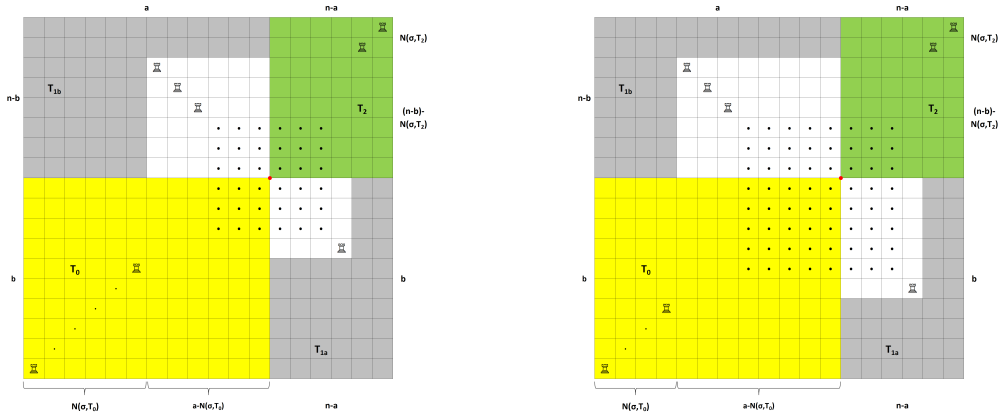 a
n-a
N(σ,T₂)
n-b
T₁b
T₂
(n-b)-
N(σ,T₂)
T₀
b
b
T₁a
N(σ,T₀)
a-N(σ,T₀)
n-a
a
n-a
N(σ,T₂)
n-b
T₁b
T₂
(n-b)-
N(σ,T₂)
T₀
b
b
T₁a
N(σ,T₀)
a-N(σ,T₀)
n-a